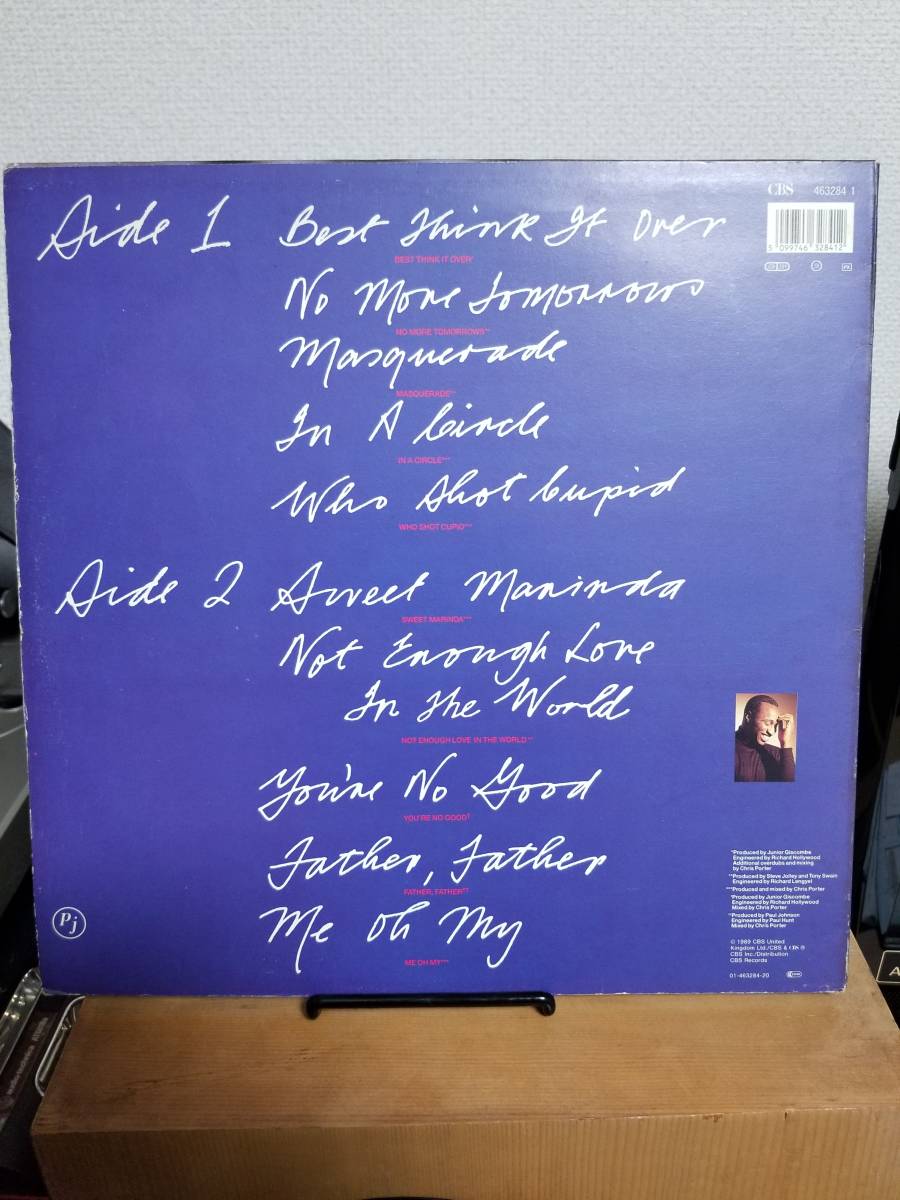 CBS 463284 1
5 099746 328412
Side 1 Best Think It Over
BEST THINK IT OVER*
No More Tomorrows
NO MORE TOMORROWS**
Masquerade
MASQUERADE**
In A Circle
IN A CIRCLE***
Who Shot Cupid
WHO SHOT CUPID***
Side 2 Sweet Marinda
SWEET MARINDA***
Not Enough Love
In The World
NOT ENOUGH LOVE IN THE WORLD**
You're No Good
YOU'RE NO GOOD†
Father, Father
FATHER, FATHER††
Me Oh My
ME OH MY***
Pj
*Produced by Junior Giscombe
Engineered by Richard Hollywood
Additional overdubs and mixing
by Chris Porter
**Produced by Steve Jolley and Tony Swain
Engineered by Richard Lengyel
***Produced and mixed by Chris Porter
†Produced by Junior Giscombe
Engineered by Richard Hollywood
Mixed by Chris Porter
††Produced by Paul Johnson
Engineered by Paul Hunt
Mixed by Chris Porter
© 1989 CBS United
Kingdom Ltd./CBS & CBS ®
CBS Inc./Distribution
CBS Records
01-463284-20